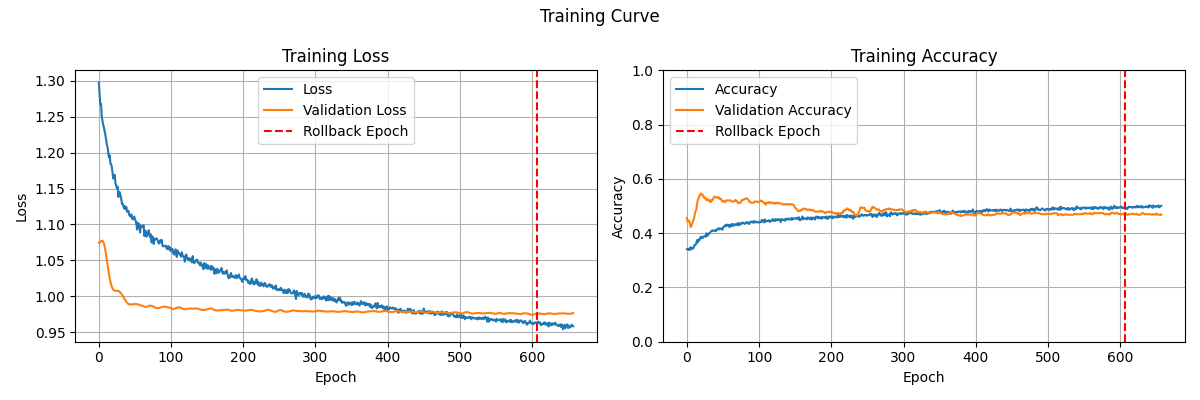 Training Curve
Training Loss
Loss
Validation Loss
Rollback Epoch
1.30
1.25
1.20
1.15
1.10
1.05
1.00
0.95
Loss
0
100
200
300
400
500
600
Epoch
Training Accuracy
Accuracy
Validation Accuracy
Rollback Epoch
1.0
0.8
0.6
0.4
0.2
0.0
Accuracy
0
100
200
300
400
500
600
Epoch